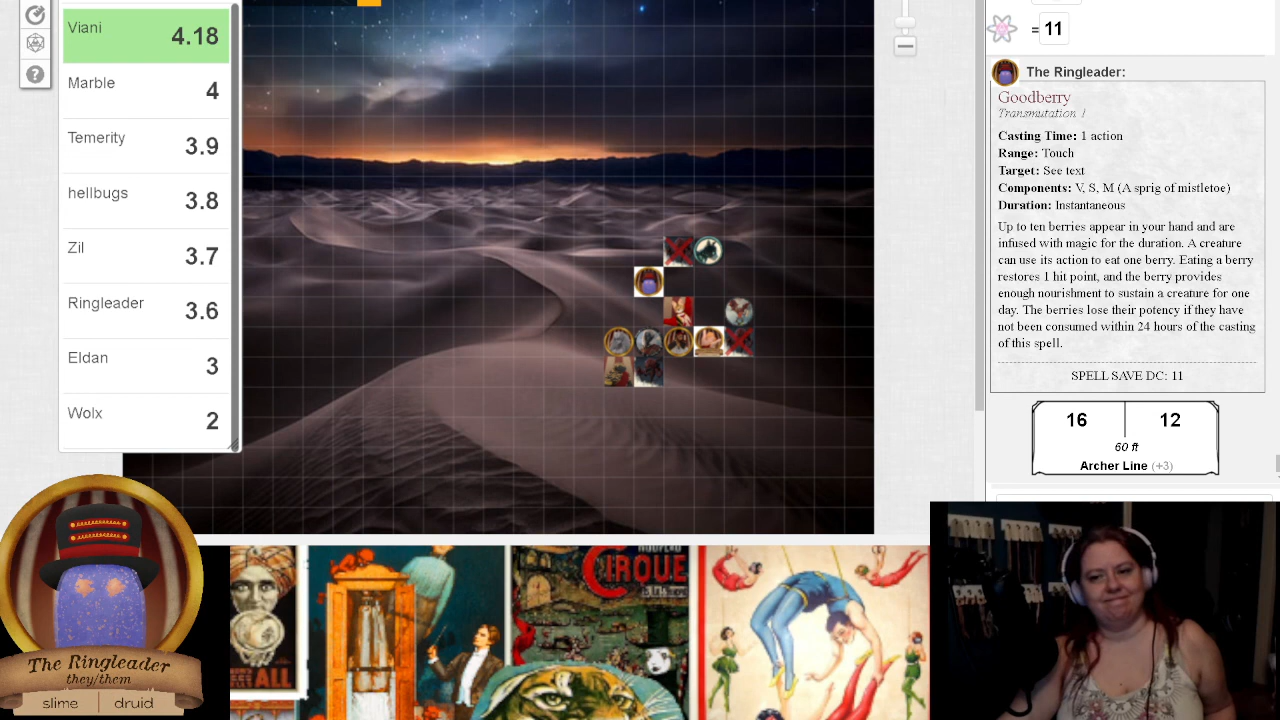 Viani
4.18
Marble
4
Temerity
3.9
hellbugs
3.8
Zil
3.7
Ringleader
3.6
Eldan
3
Wolx
2
= 11
The Ringleader:
Goodberry
Transmutation 1
Casting Time: 1 action
Range: Touch
Target: See text
Components: V, S, M (A sprig of mistletoe)
Duration: Instantaneous
Up to ten berries appear in your hand and are
infused with magic for the duration. A creature
can use its action to eat one berry. Eating a berry
restores 1 hit point, and the berry provides
enough nourishment to sustain a creature for one
day. The berries lose their potency if they have
not been consumed within 24 hours of the casting
of this spell.
SPELL SAVE DC: 11
16 12
60 ft
Archer Line (+3)
The Ringleader
they/them
slime druid
ALL
CIRQUE